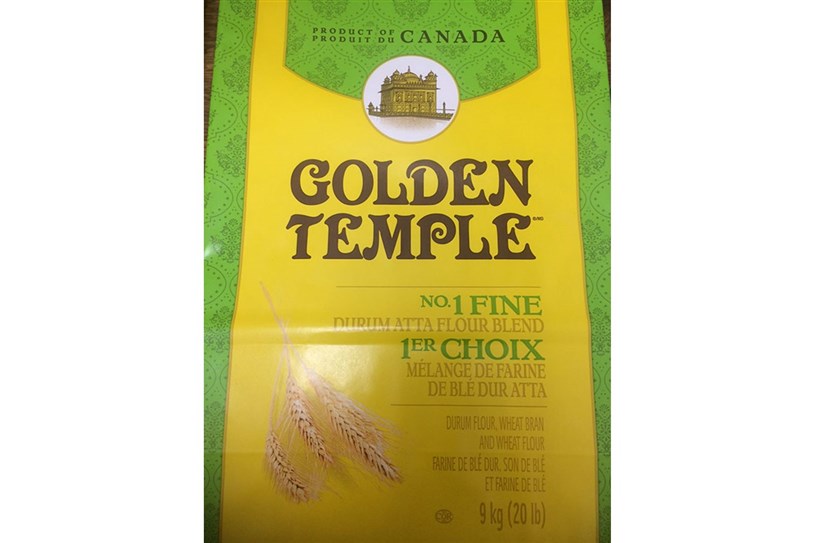 PRODUCT OF
PRODUIT DU CANADA
GOLDEN
TEMPLE
NO. 1 FINE
DURUM ATTA FLOUR BLEND
1ER CHOIX
MÉLANGE DE FARINE
DE BLÉ DUR ATTA
DURUM FLOUR, WHEAT BRAN
AND WHEAT FLOUR
FARINE DE BLÉ DUR, SON DE BLÉ
ET FARINE DE BLÉ
9 kg (20 lb)